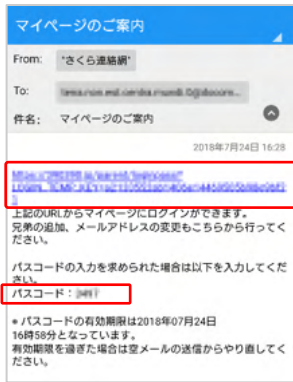 マイページのご案内
From: "さくら連絡網"
To:
件名: マイページのご案内
2018年7月24日 16:28
上記のURLからマイページにログインができます。
兄弟の追加、メールアドレスの変更もこちらから行ってく
ださい。
パスコードの入力を求められた場合は以下を入力してくだ
さい。
パスコード:
* パスコードの有効期限は2018年07月24日
16時58分となっています。
有効期限を過ぎた場合は空メールの送信からやり直してく
ださい。